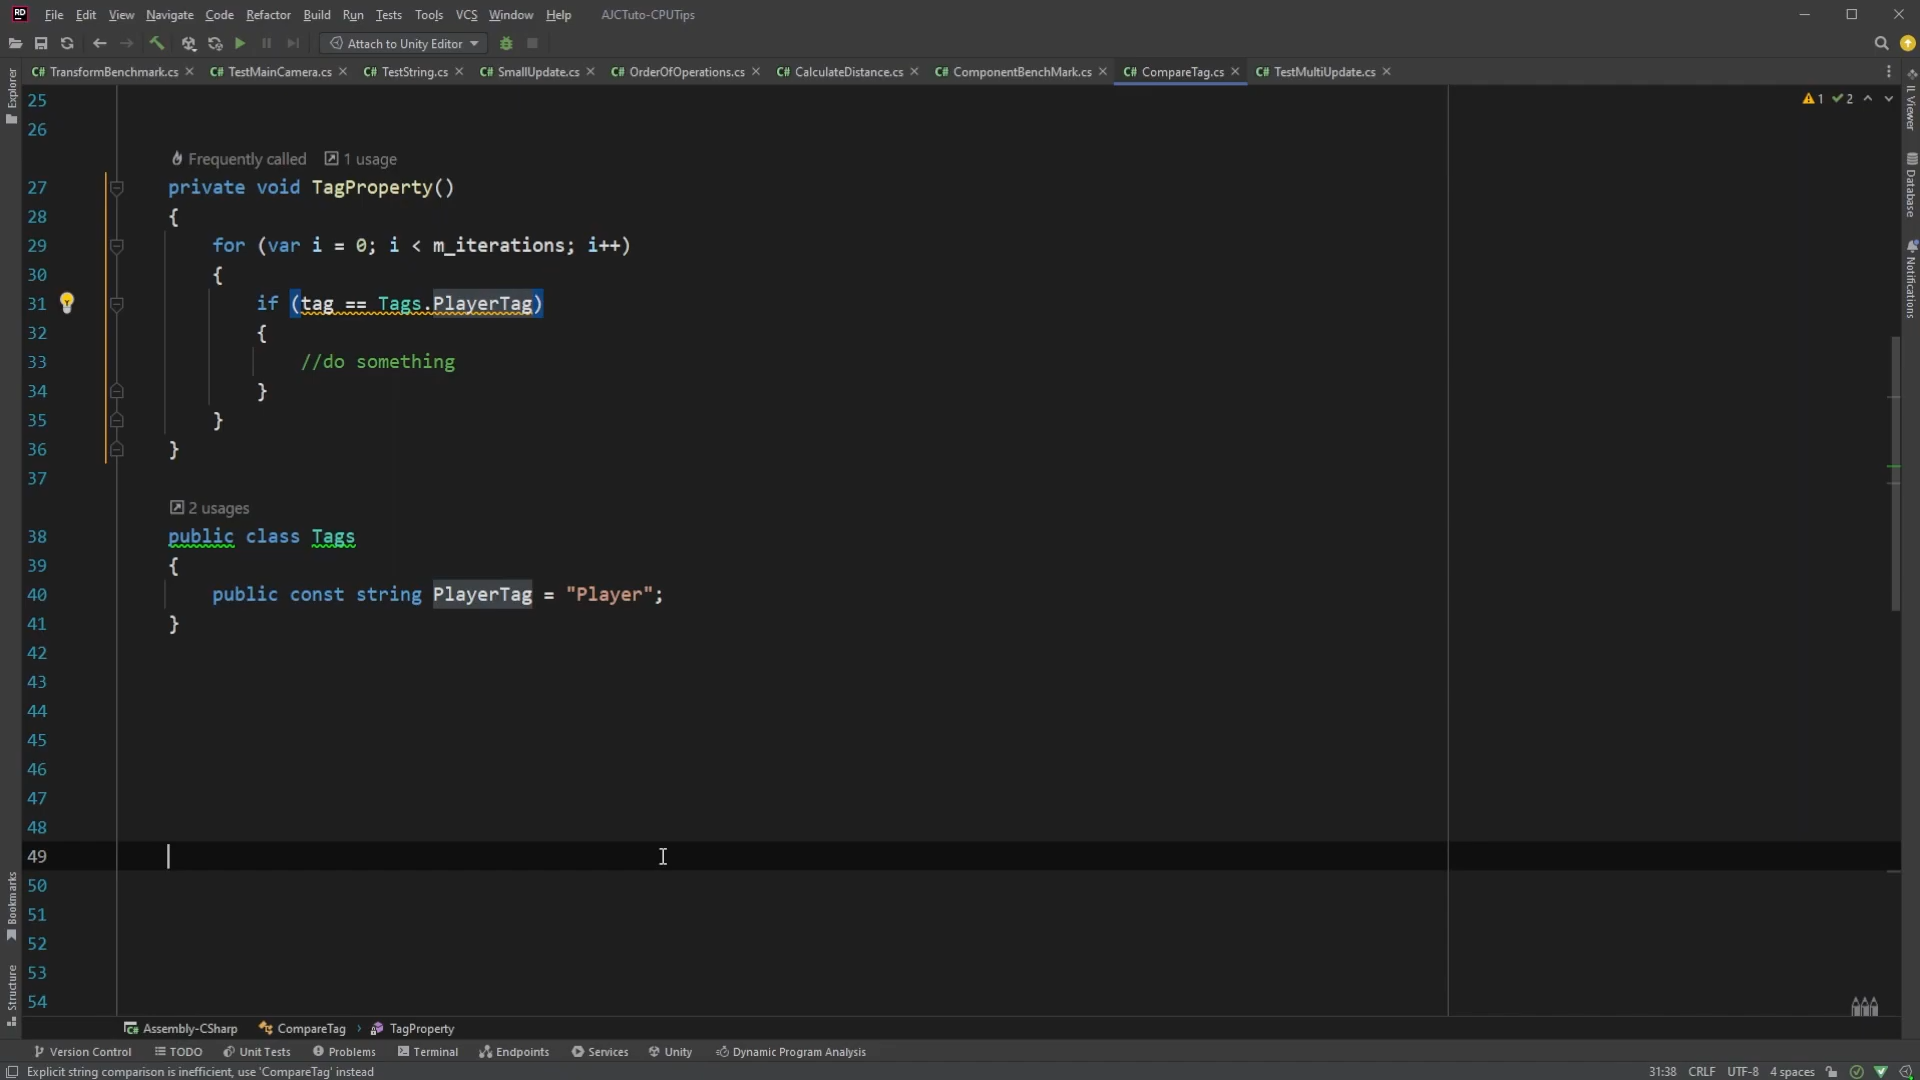 RD File Edit View Navigate Code Refactor Build Run Tests Tools VCS Window Help AJCTuto-CPUTips
Attach to Unity Editor
C# TransformBenchmark.cs C# TestMainCamera.cs C# TestString.cs C# SmallUpdate.cs C# OrderOfOperations.cs C# CalculateDistance.cs C# ComponentBenchMark.cs C# CompareTag.cs C# TestMultiUpdate.cs
Explorer
25
1 2
26
Frequently called 1 usage
27 private void TagProperty()
28 {
29 for (var i = 0; i < m_iterations; i++)
30 {
31 if (tag == Tags.PlayerTag)
32 {
33 //do something
34 }
35 }
36 }
37
2 usages
38 public class Tags
39 {
40 public const string PlayerTag = "Player";
41 }
42
43
44
45
46
47
48
49
50
51
52
53
54
Bookmarks
Structure
IL Viewer
Database
Notifications
C# Assembly-CSharp CompareTag TagProperty
Version Control TODO Unit Tests Problems Terminal Endpoints Services Unity Dynamic Program Analysis
Explicit string comparison is inefficient, use 'CompareTag' instead 31:38 CRLF UTF-8 4 spaces